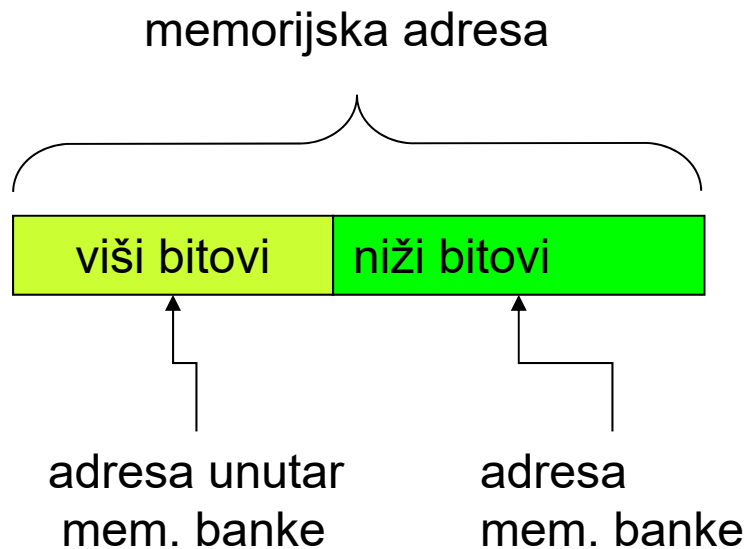 memorijska adresa
viši bitovi
niži bitovi
adresa unutar
mem. banke
adresa
mem. banke